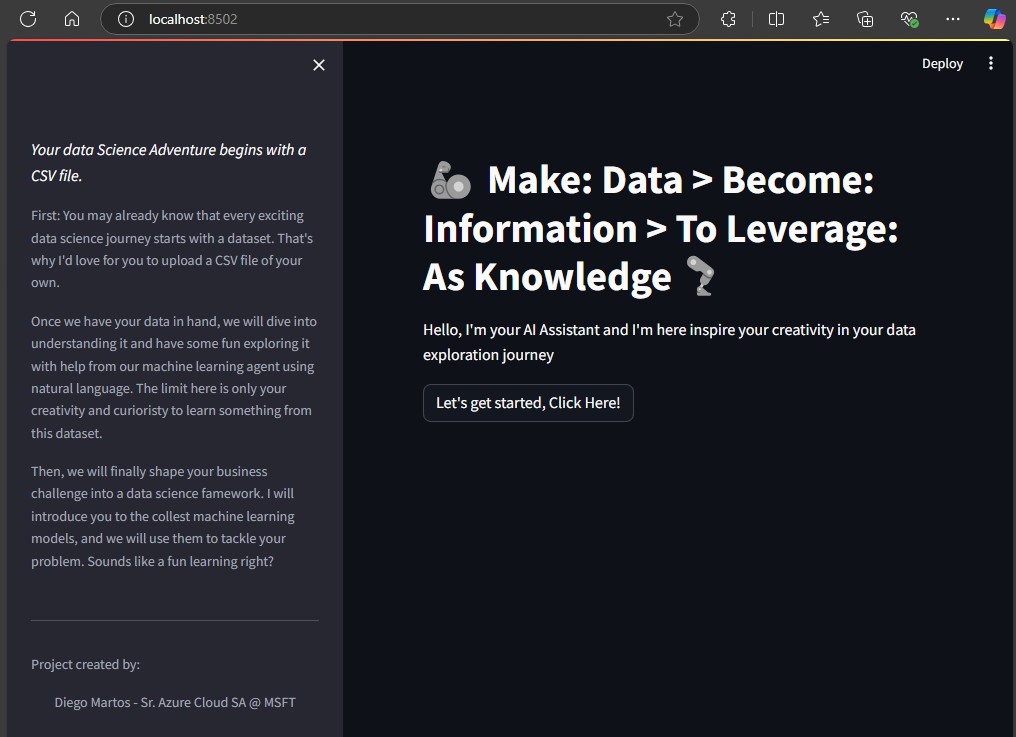 localhost:8502
Deploy
Your data Science Adventure begins with a
CSV file.
First: You may already know that every exciting
data science journey starts with a dataset. That's
why I'd love for you to upload a CSV file of your
own.
Once we have your data in hand, we will dive into
understanding it and have some fun exploring it
with help from our machine learning agent using
natural language. The limit here is only your
creativity and curioristy to learn something from
this dataset.
Then, we will finally shape your business
challenge into a data science famework. I will
introduce you to the collest machine learning
models, and we will use them to tackle your
problem. Sounds like a fun learning right?
Project created by:
Diego Martos - Sr. Azure Cloud SA @ MSFT
Make: Data > Become:
Information > To Leverage:
As Knowledge
Hello, I'm your AI Assistant and I'm here inspire your creativity in your data
exploration journey
Let's get started, Click Here!